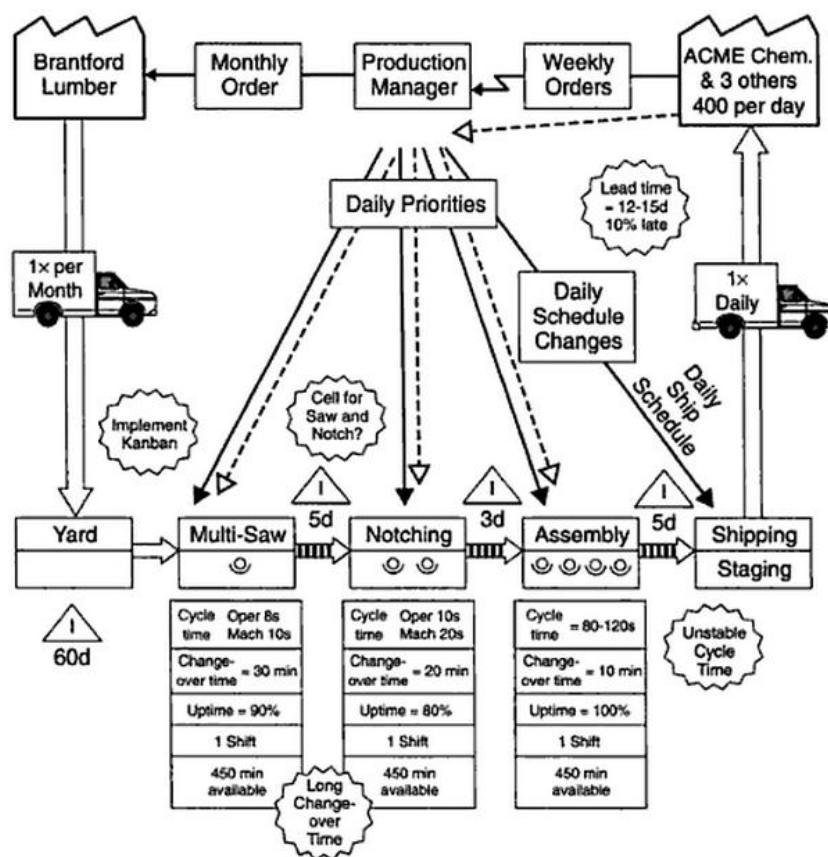 Brantford
Lumber
Monthly
Order
Production
Manager
Weekly
Orders
ACME Chem.
& 3 others
400 per day
Daily Priorities
Lead time
= 12-15d
10% late
1× per
Month
Daily
Schedule
Changes
1×
Daily
Implement
Kanban
Cell for
Saw and
Notch?
Daily
Ship
Schedule
I
5d
I
3d
I
5d
Yard
Multi-Saw
Notching
Assembly
Shipping
Staging
I
60d
Cycle time Oper 8s
Mach 10s
Change-
over time = 30 min
Uptime = 90%
1 Shift
450 min
available
Cycle time Oper 10s
Mach 20s
Change-
over time = 20 min
Uptime = 80%
1 Shift
450 min
available
Cycle
time = 80-120s
Change-
over time = 10 min
Uptime = 100%
1 Shift
450 min
available
Unstable
Cycle
Time
Long
Change-
over
Time